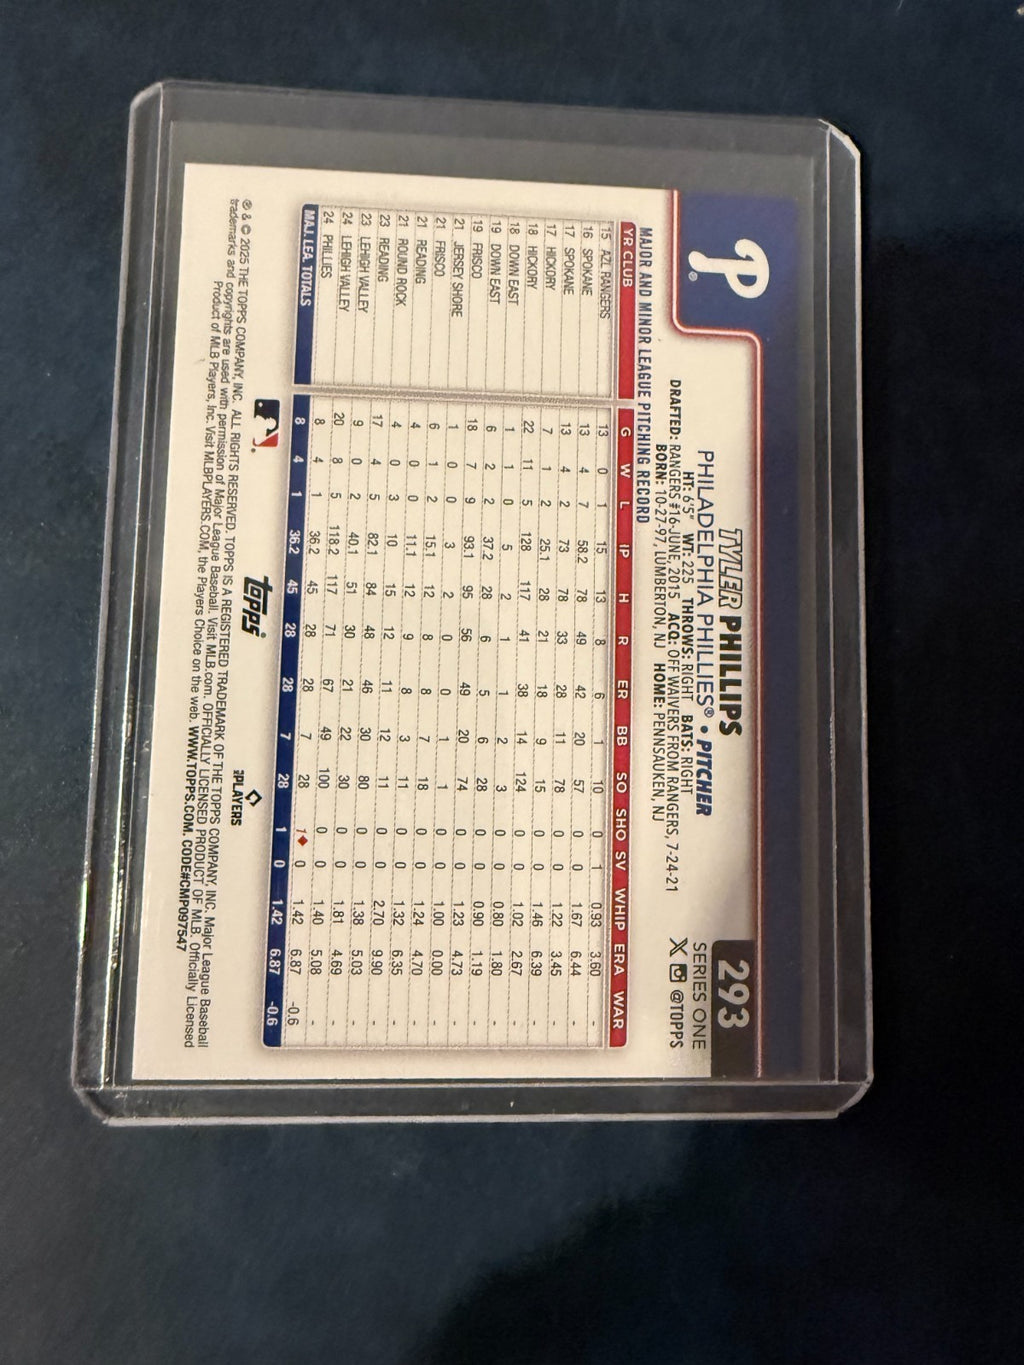 P®
293
TYLER PHILLIPS
PHILADELPHIA PHILLIES® • PITCHER
SERIES ONE
HT: 6'5" WT: 225 THROWS: RIGHT BATS: RIGHT
DRAFTED: RANGERS #16-JUNE, 2015 ACQ: OFF WAIVERS FROM RANGERS, 7-24-21
@TOPPS
BORN: 10-27-97, LUMBERTON, NJ HOME: PENNSAUKEN, NJ
MAJOR AND MINOR LEAGUE PITCHING RECORD
YR CLUB G W L IP H R ER BB SO SHO SV WHIP ERA WAR
15 AZL RANGERS 13 0 1 15 13 8 6 1 10 0 1 0.93 3.60 -
16 SPOKANE 13 4 7 58.2 78 49 42 20 57 0 0 1.67 6.44 -
17 SPOKANE 13 4 2 73 78 33 28 11 78 0 0 1.22 3.45 -
17 HICKORY 7 1 2 25.1 28 21 18 9 15 0 0 1.46 6.39 -
18 HICKORY 22 11 5 128 117 41 38 14 124 0 0 1.02 2.67 -
18 DOWN EAST 1 1 0 5 2 1 1 2 3 0 0 0.80 1.80 -
19 DOWN EAST 6 2 2 37.2 28 6 5 6 28 0 0 0.90 1.19 -
19 FRISCO 18 7 9 93.1 95 56 49 20 74 0 0 1.23 4.73 -
21 JERSEY SHORE 1 0 0 3 2 0 0 1 1 0 0 1.00 0.00 -
21 FRISCO 6 1 2 15.1 12 8 8 7 18 0 0 1.24 4.70 -
21 READING 4 0 0 11.1 12 9 8 3 11 0 0 1.32 6.35 -
21 ROUND ROCK 4 0 3 10 15 12 11 12 11 0 0 2.70 9.90 -
23 READING 17 4 5 82.1 84 48 46 30 80 0 0 1.38 5.03 -
23 LEHIGH VALLEY 9 0 2 40.1 51 30 21 22 30 0 0 1.81 4.69 -
24 LEHIGH VALLEY 20 8 5 118.2 117 71 67 49 100 0 0 1.40 5.08 -
24 PHILLIES 8 4 1 36.2 45 28 28 7 28 1♦ 0 1.42 6.87 -0.6
MAJ. LEA. TOTALS 8 4 1 36.2 45 28 28 7 28 1 0 1.42 6.87 -0.6
topps
PLAYERS
℗ & © 2025 THE TOPPS COMPANY, INC. ALL RIGHTS RESERVED. TOPPS IS A REGISTERED TRADEMARK OF THE TOPPS COMPANY, INC. Major League Baseball
trademarks and copyrights are used with permission of Major League Baseball. Visit MLB.com. OFFICIALLY LICENSED PRODUCT OF MLB. Officially Licensed
Product of MLB Players, Inc. Visit MLBPLAYERS.COM, the Players Choice on the web. WWW.TOPPS.COM. CODE#CMP097547